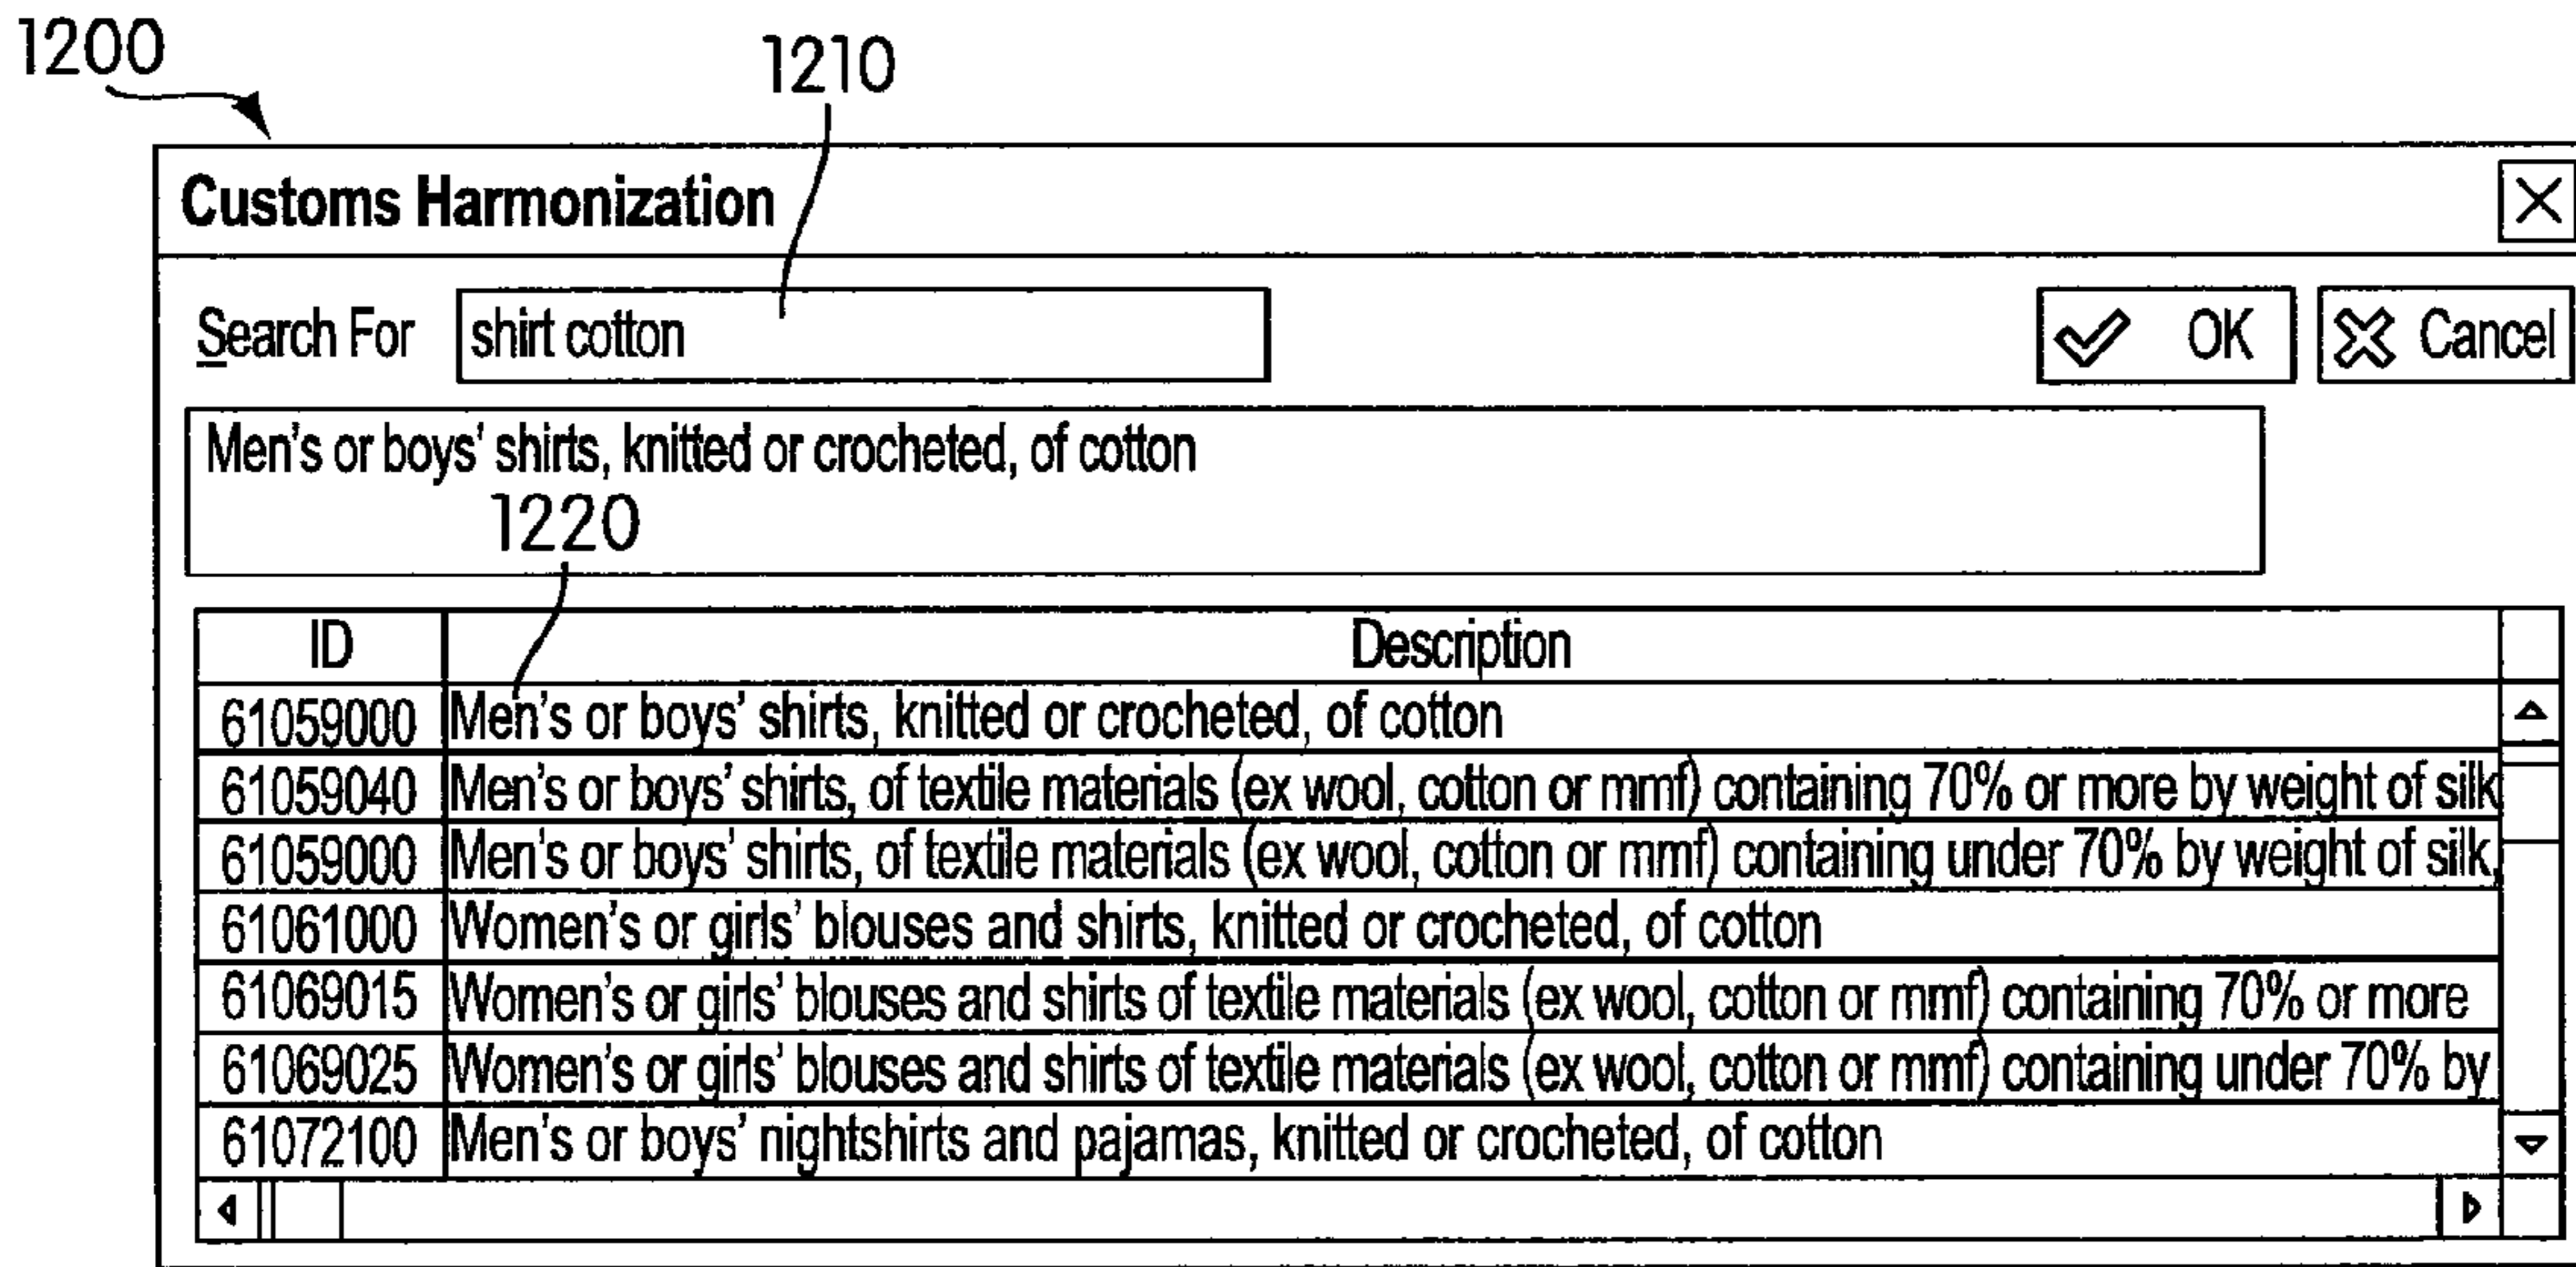 1200
1210
Customs Harmonization
Search For shirt cotton OK Cancel
Men's or boys' shirts, knitted or crocheted, of cotton
1220
ID Description
61059000 Men's or boys' shirts, knitted or crocheted, of cotton
61059040 Men's or boys' shirts, of textile materials (ex wool, cotton or mmf) containing 70% or more by weight of silk
61059000 Men's or boys' shirts, of textile materials (ex wool, cotton or mmf) containing under 70% by weight of silk,
61061000 Women's or girls' blouses and shirts, knitted or crocheted, of cotton
61069015 Women's or girls' blouses and shirts of textile materials (ex wool, cotton or mmf) containing 70% or more
61069025 Women's or girls' blouses and shirts of textile materials (ex wool, cotton or mmf) containing under 70% by
61072100 Men's or boys' nightshirts and pajamas, knitted or crocheted, of cotton